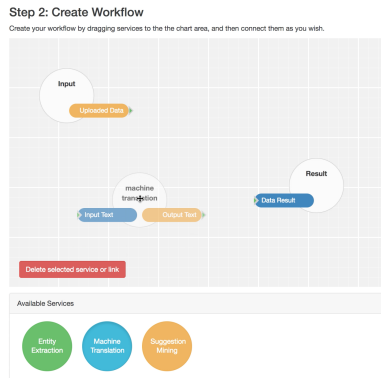 Step 2: Create Workflow
Create your workflow by dragging services to the the chart area, and then connect them as you wish.
Input
Uploaded Data
machine
translation
Input Text
Output Text
Result
Data Result
Delete selected service or link
Available Services
Entity
Extraction
Machine
Translation
Suggestion
Mining